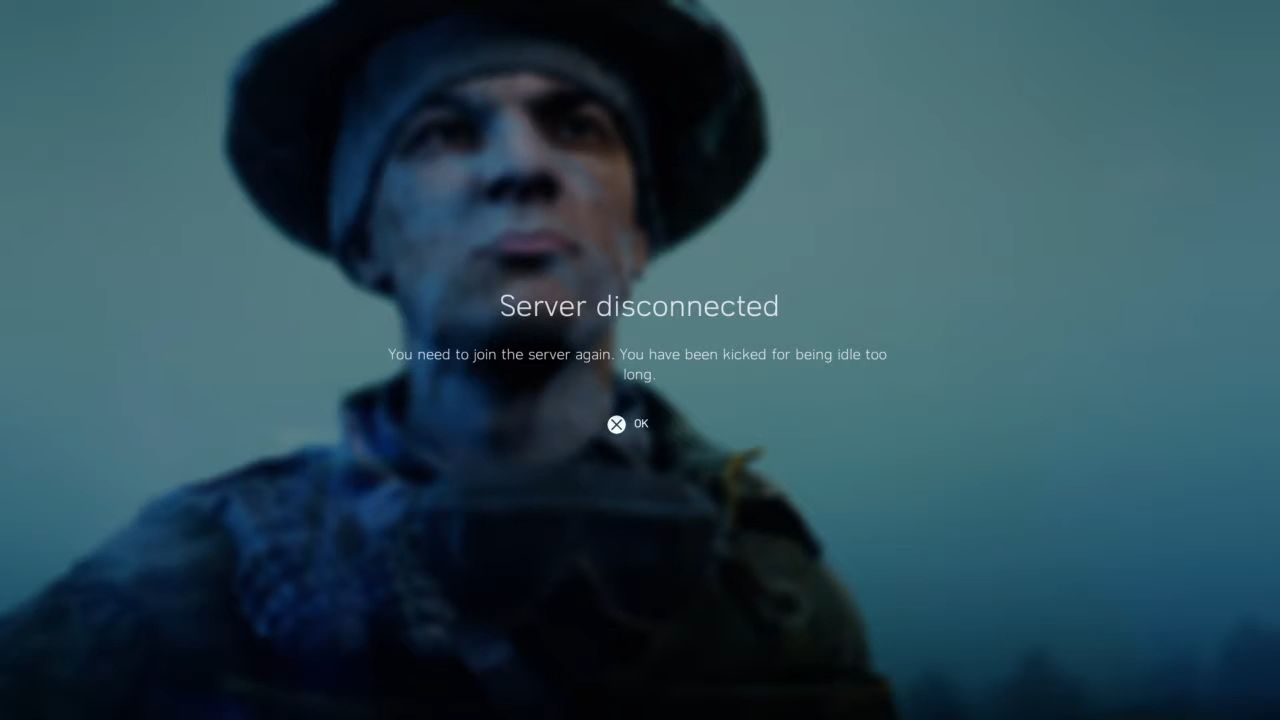 Server disconnected
You need to join the server again. You have been kicked for being idle too
long.
OK